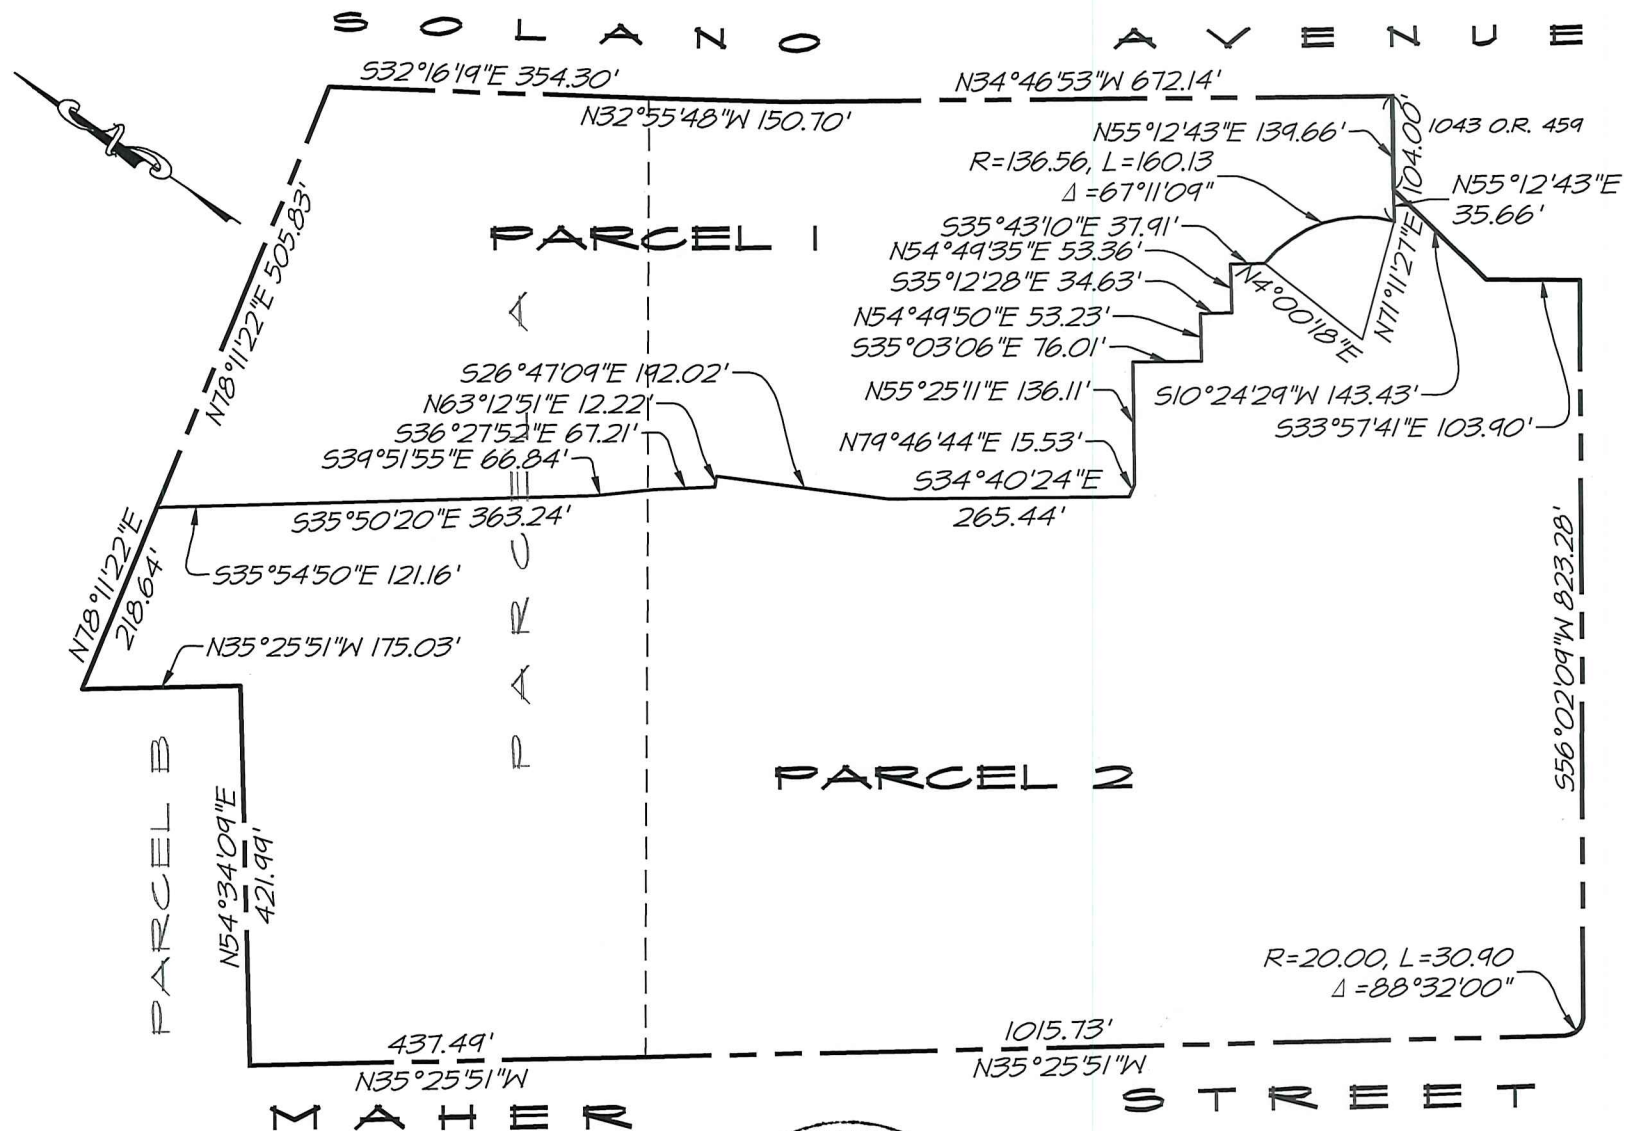 SOLANO AVENUE
S32°16'19"E 354.30'
N34°46'53"W 672.14'
N32°55'48"W 150.70'
N55°12'43"E 139.66'
104.00'
1043 O.R. 459
R=136.56, L=160.13
Δ=67°11'09"
N55°12'43"E
35.66'
PARCEL 1
S35°43'10"E 37.91'
N54°49'35"E 53.36'
S35°12'28"E 34.63'
N54°49'50"E 53.23'
S35°03'06"E 76.01'
N4°00'18"E
N71°11'27"E
N78°11'22"E 505.83'
S26°47'09"E 192.02'
N63°12'51"E 12.22'
S36°27'52"E 67.21'
S39°51'55"E 66.84'
N55°25'11"E 136.11'
S10°24'29"W 143.43'
S33°57'41"E 103.90'
N79°46'44"E 15.53'
S34°40'24"E
265.44'
S35°50'20"E 363.24'
PARCEL A
S35°54'50"E 121.16'
N78°11'22"E
218.64'
N35°25'51"W 175.03'
S56°02'09"W 823.28'
PARCEL B
PARCEL 2
N54°34'09"E
421.99'
R=20.00, L=30.90
Δ=88°32'00"
437.49'
N35°25'51"W
1015.73'
N35°25'51"W
MAHER STREET